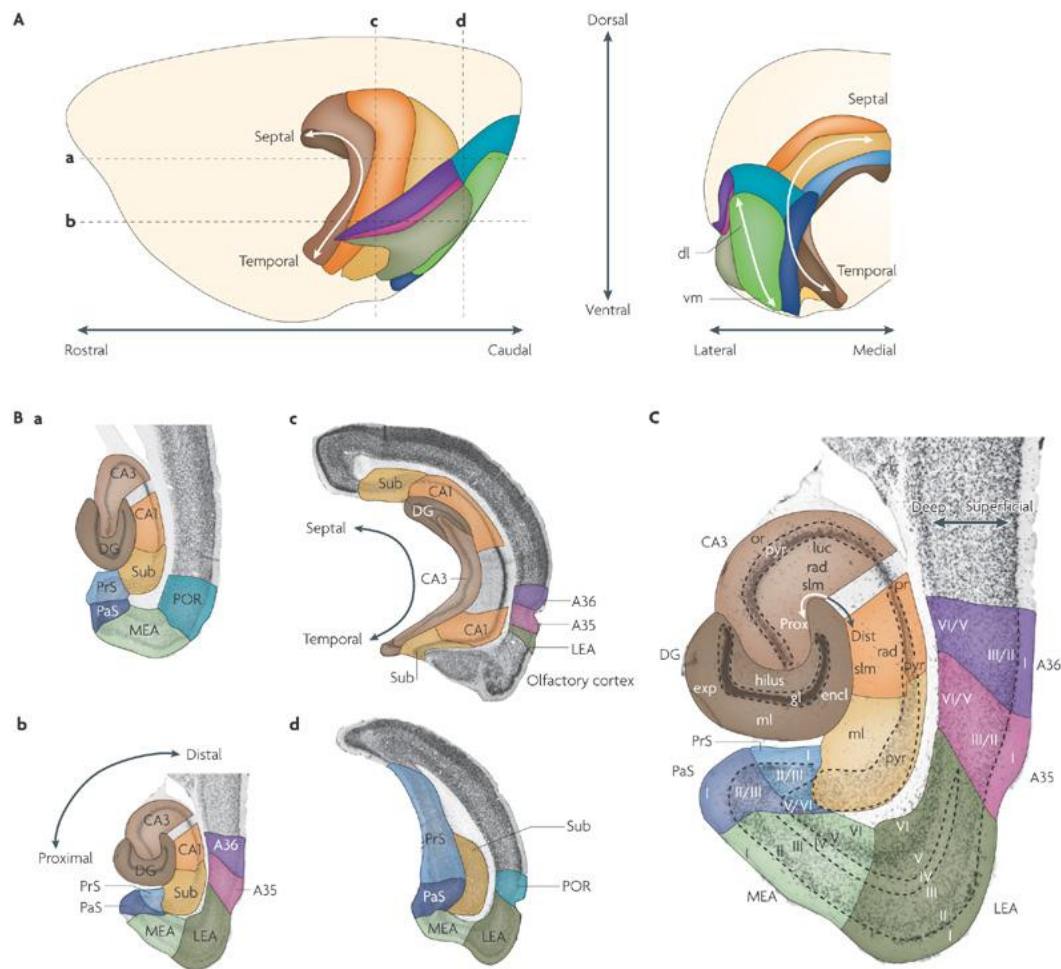 A
c
d
Dorsal
Septal
a
b
Temporal
Rostral
Caudal
Ventral
Septal
dl
vm
Temporal
Lateral
Medial
B
a
CA3
CA1
DG
Sub
PrS
PaS
POR
MEA
c
Sub
CA1
DG
Septal
CA3
Temporal
CA1
Sub
A36
A35
LEA
Olfactory cortex
b
Distal
Proximal
CA3
CA1
DG
A36
PrS
Sub
A35
PaS
MEA
LEA
d
PrS
Sub
PaS
POR
MEA
LEA
C
Deep
Superficial
CA3
or
pyr
luc
rad
slm
pr
Prox
Dist
rad
slm
pyr
DG
hilus
exp
gl
encl
ml
ml
pyr
VI/V
III/II
I
A36
VI/V
III/II
I
A35
PrS
I
II/III
V/VI
PaS
I
II/III
VI
V
III
II
I
MEA
VI
V
IV
III
II
I
LEA